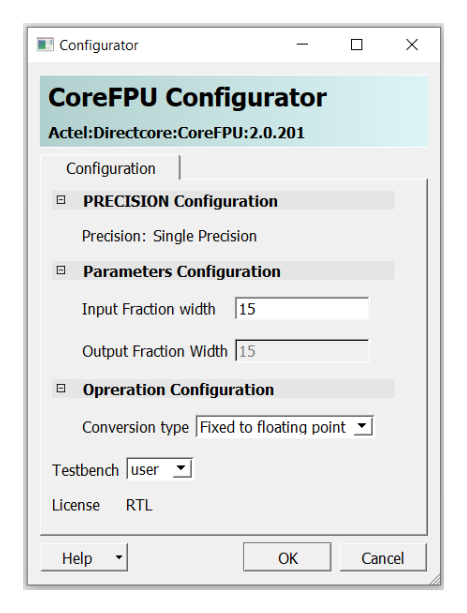 Configurator
CoreFPU Configurator
Actel:Directcore:CoreFPU:2.0.201
Configuration
PRECISION Configuration
Precision: Single Precision
Parameters Configuration
Input Fraction width 15
Output Fraction Width 15
Opreration Configuration
Conversion type Fixed to floating point
Testbench user
License RTL
Help OK Cancel